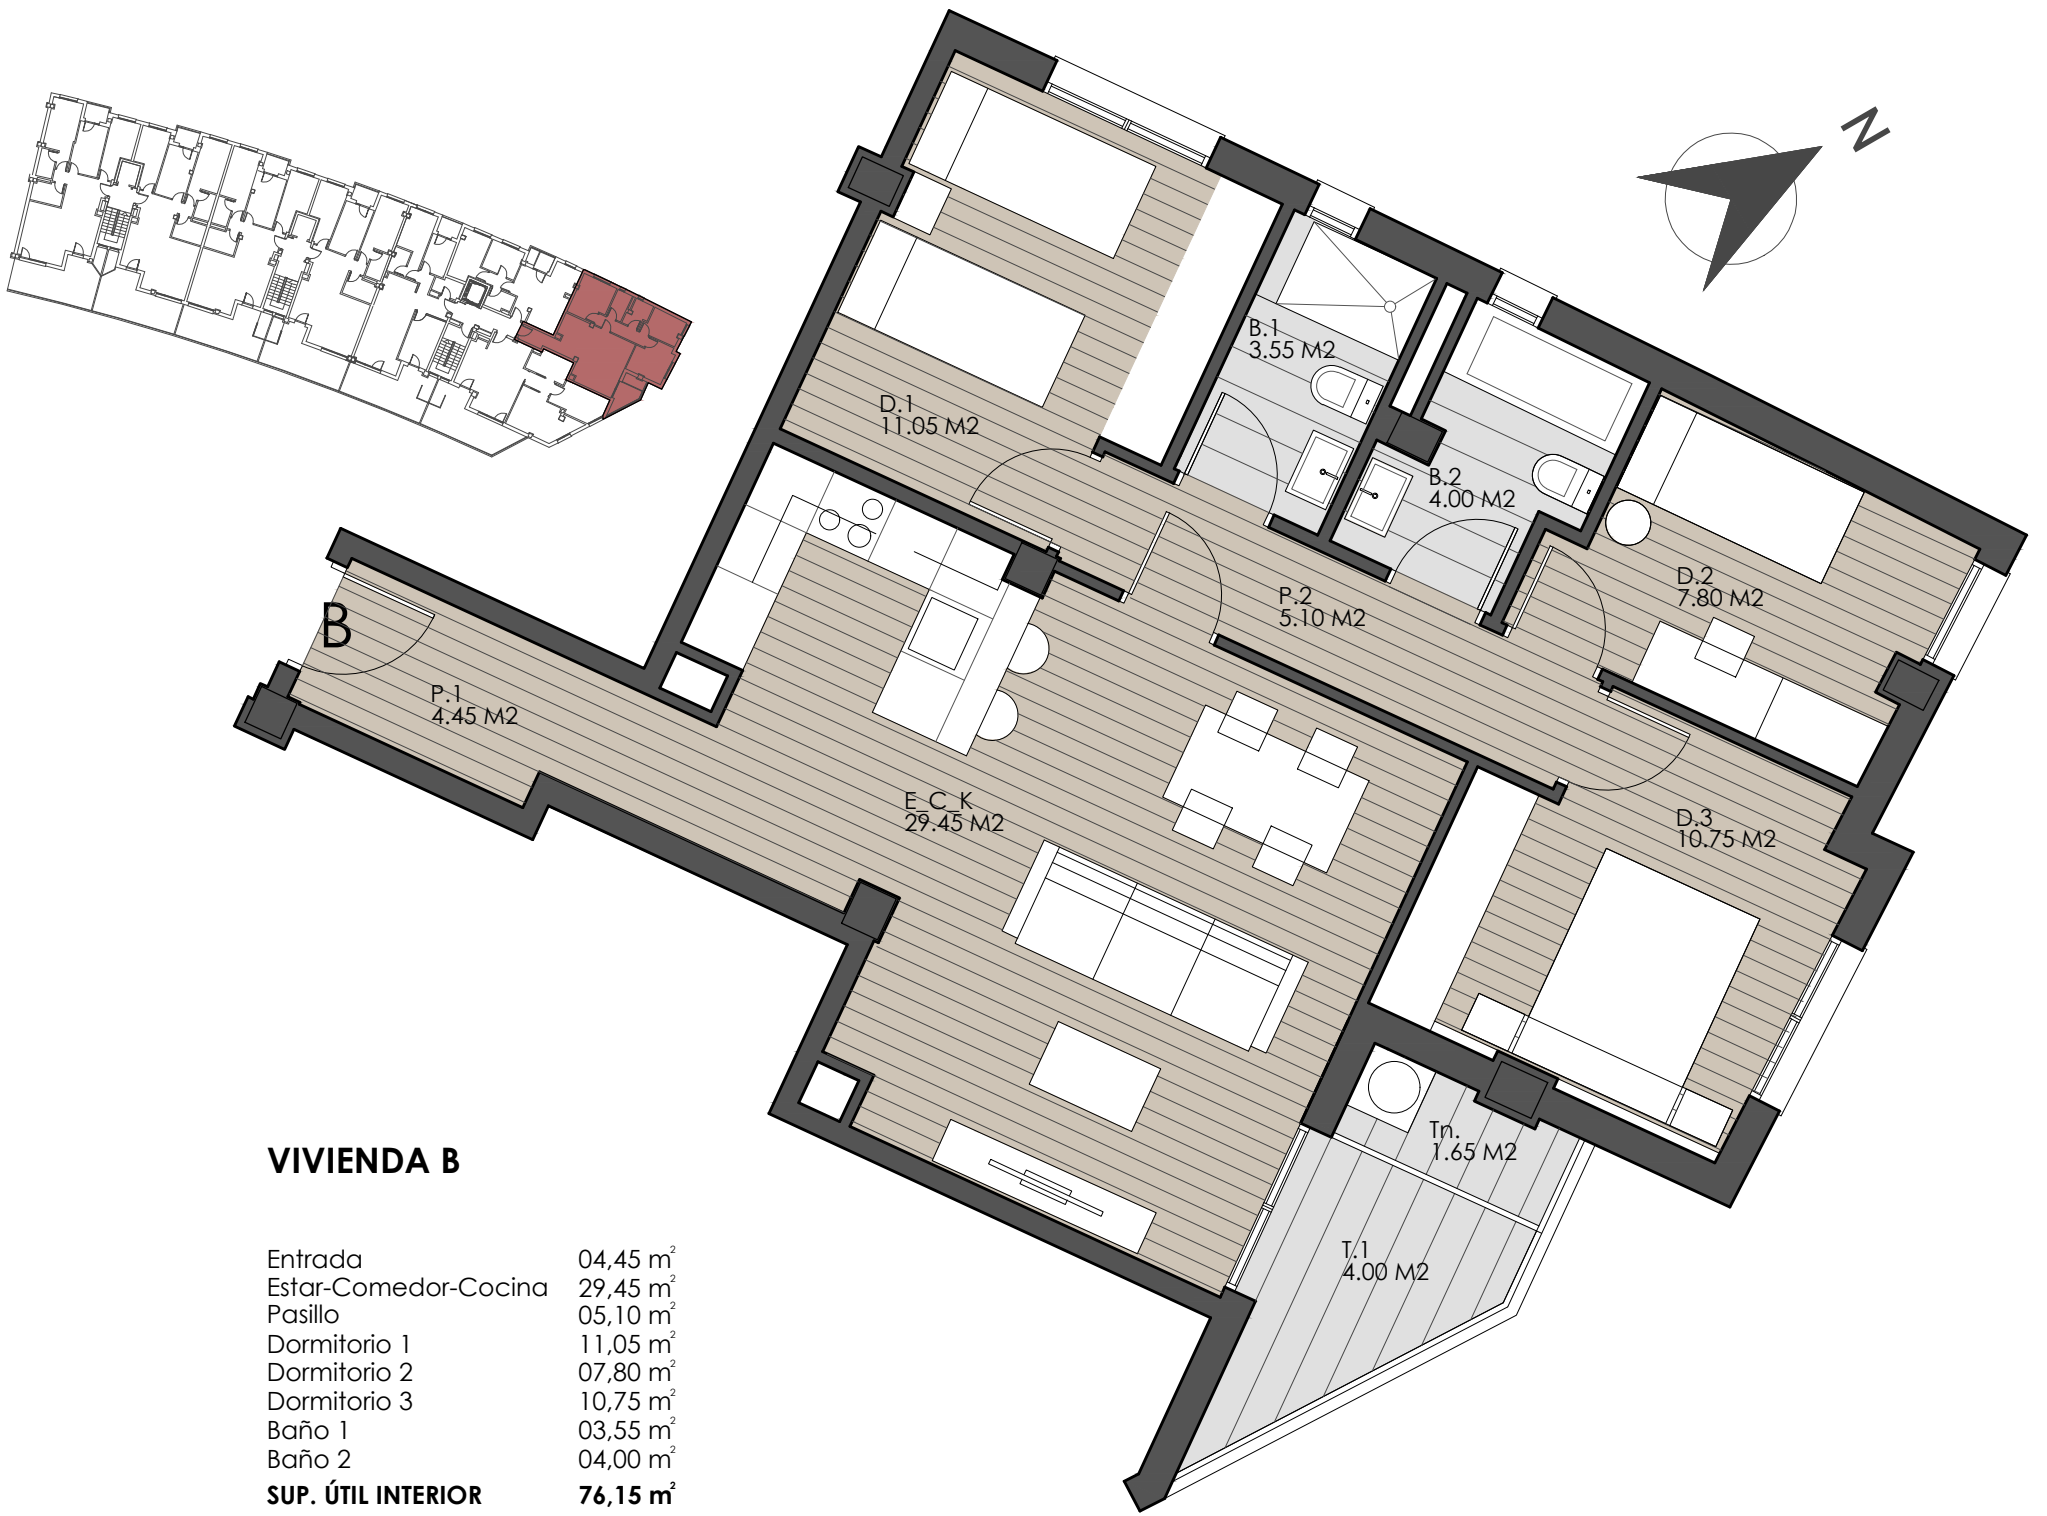 N
D.1
11.05 M2
B.1
3.55 M2
B.2
4.00 M2
D.2
7.80 M2
P.2
5.10 M2
B
P.1
4.45 M2
E_C_K
29.45 M2
D.3
10.75 M2
Tn.
1.65 M2
T.1
4.00 M2
VIVIENDA B
Entrada 04,45 m²
Estar-Comedor-Cocina 29,45 m²
Pasillo 05,10 m²
Dormitorio 1 11,05 m²
Dormitorio 2 07,80 m²
Dormitorio 3 10,75 m²
Baño 1 03,55 m²
Baño 2 04,00 m²
SUP. ÚTIL INTERIOR 76,15 m²